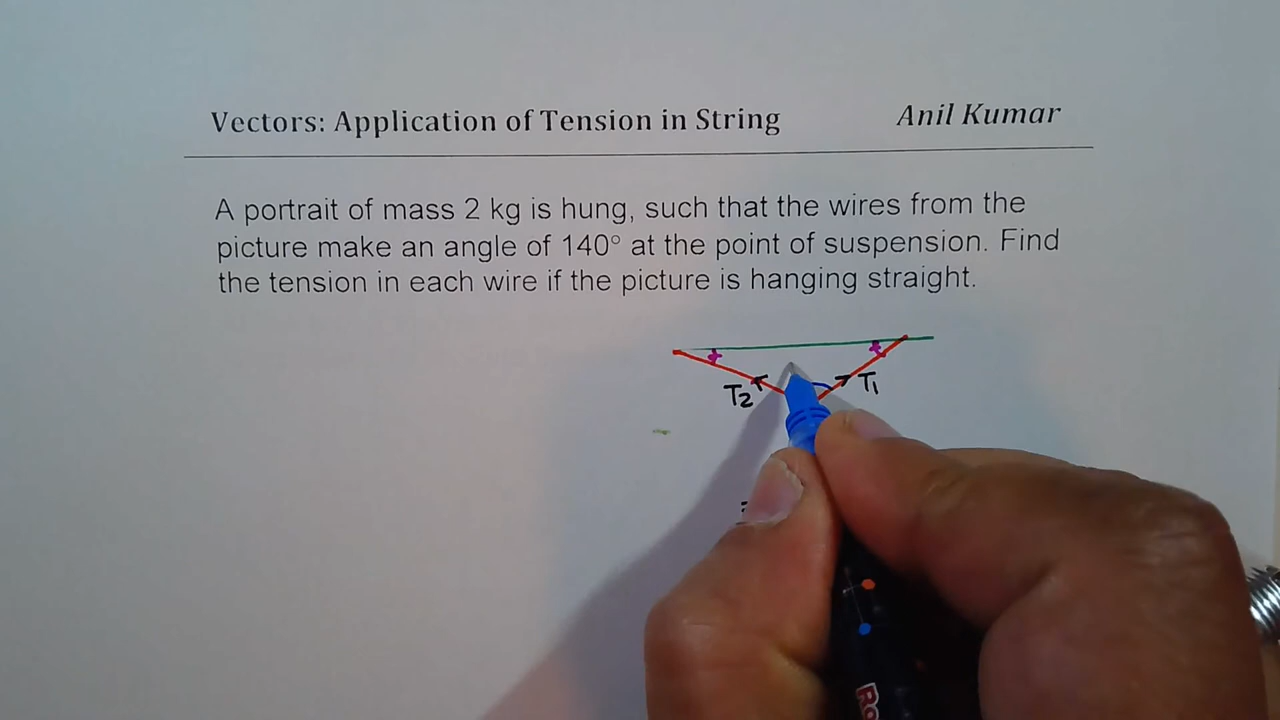 Vectors: Application of Tension in String Anil Kumar
A portrait of mass 2 kg is hung, such that the wires from the
picture make an angle of 140° at the point of suspension. Find
the tension in each wire if the picture is hanging straight.
T2 T1